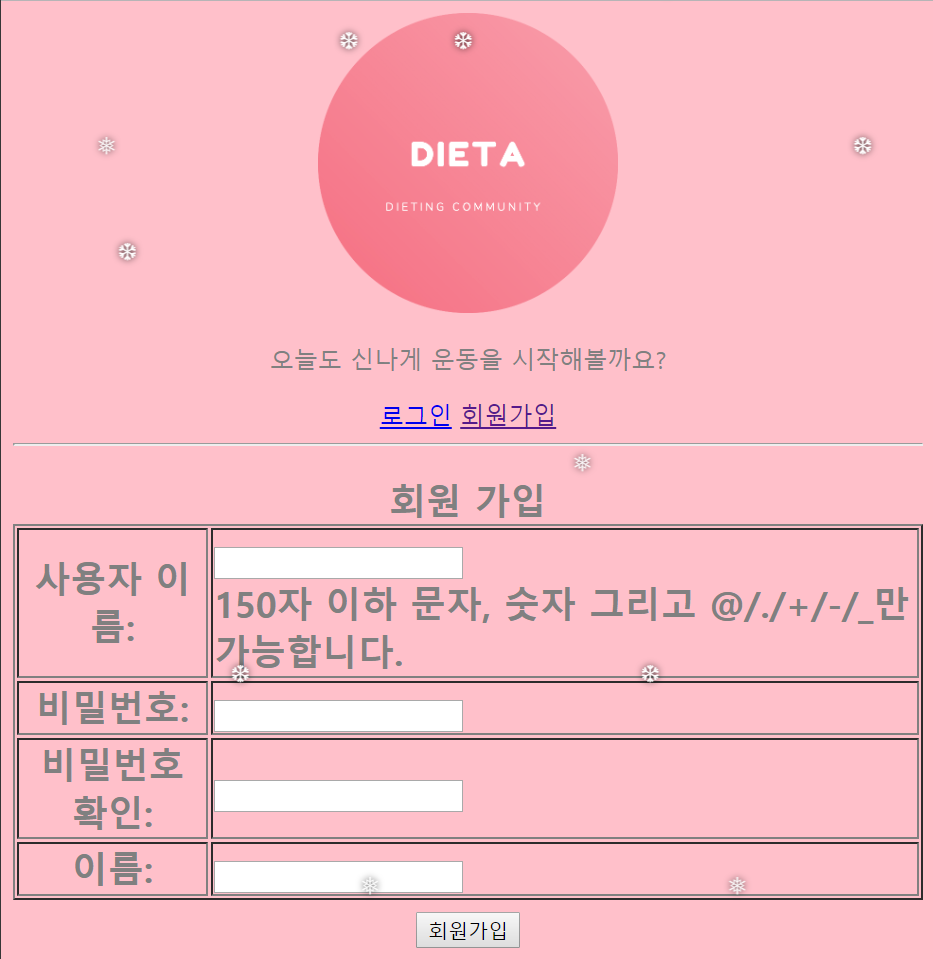 DIETA
DIETING COMMUNITY
오늘도 신나게 운동을 시작해볼까요?
로그인 회원가입
회원 가입
사용자 이
름:
150자 이하 문자, 숫자 그리고 @/./+/-/_만
가능합니다.
비밀번호:
비밀번호
확인:
이름:
회원가입